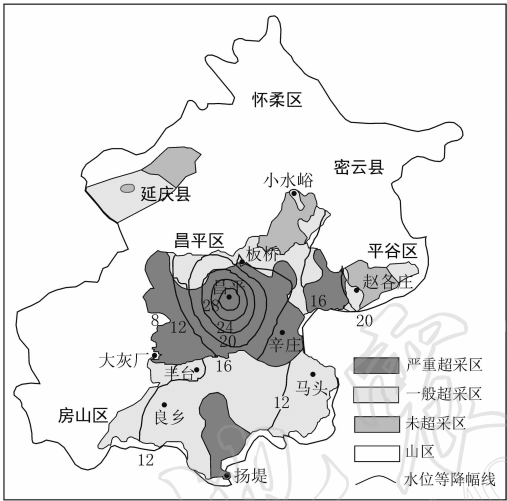 怀柔区
密云县
小水峪
延庆县
昌平区
板桥
平谷区
赵各庄
昌平
28
16
20
8
12
24
辛庄
20
大灰厂
16
丰台
马头
严重超采区
一般超采区
12
房山区
良乡
未超采区
12
山区
扬堤
水位等降幅线